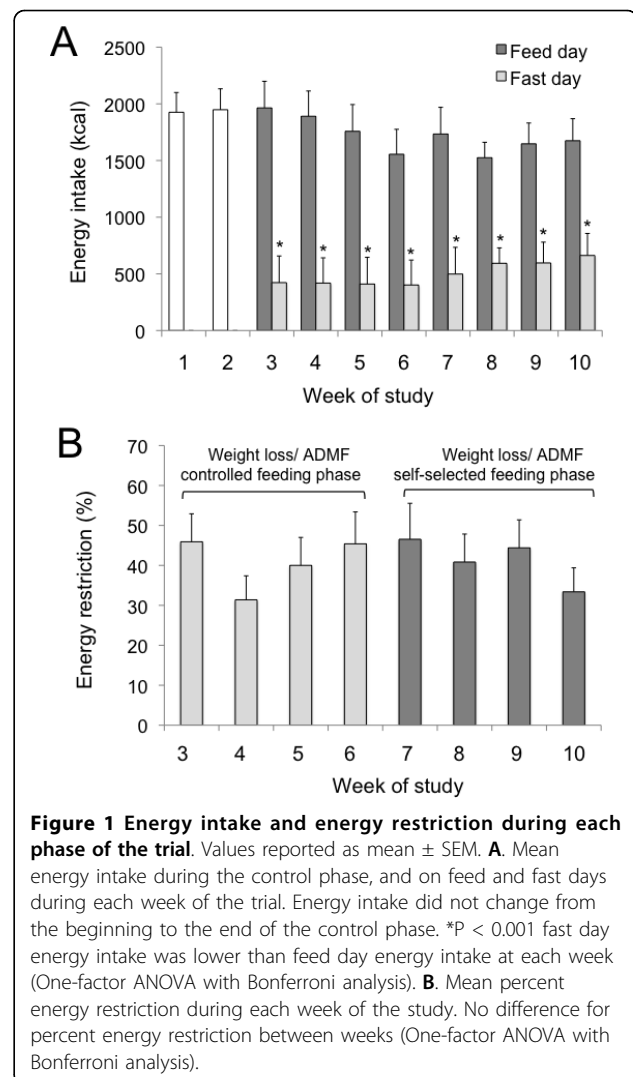 A
2500
2000
1500
1000
500
0
Energy intake (kcal)
Feed day
Fast day
* * * * * * * *
1 2 3 4 5 6 7 8 9 10
Week of study
B
70
60
50
40
30
20
10
0
Energy restriction (%)
Weight loss/ ADMF
controlled feeding phase
Weight loss/ ADMF
self-selected feeding phase
3 4 5 6 7 8 9 10
Week of study
Figure 1 Energy intake and energy restriction during each
phase of the trial. Values reported as mean ± SEM. A. Mean
energy intake during the control phase, and on feed and fast days
during each week of the trial. Energy intake did not change from
the beginning to the end of the control phase. *P < 0.001 fast day
energy intake was lower than feed day energy intake at each week
(One-factor ANOVA with Bonferroni analysis). B. Mean percent
energy restriction during each week of the study. No difference for
percent energy restriction between weeks (One-factor ANOVA with
Bonferroni analysis).